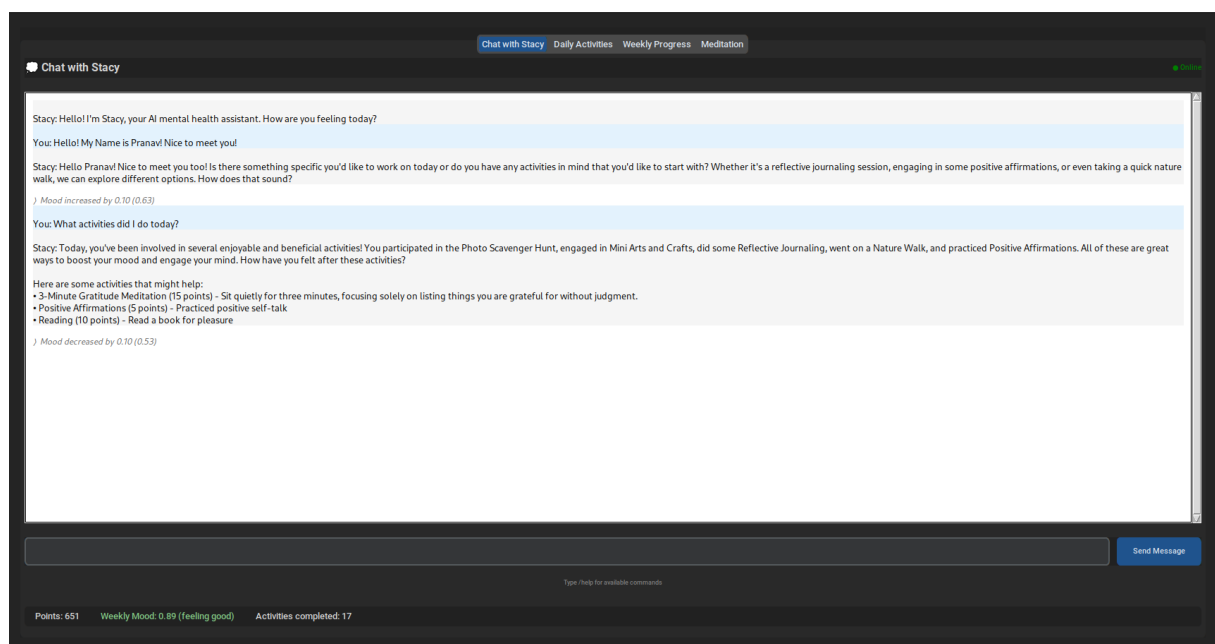 Chat with Stacy Daily Activities Weekly Progress Meditation
Chat with Stacy
Online
Stacy: Hello! I'm Stacy, your AI mental health assistant. How are you feeling today?
You: Hello! My Name is Pranav! Nice to meet you!
Stacy: Hello Pranav! Nice to meet you too! Is there something specific you'd like to work on today or do you have any activities in mind that you'd like to start with? Whether it's a reflective journaling session, engaging in some positive affirmations, or even taking a quick nature
walk, we can explore different options. How does that sound?
) Mood increased by 0.10 (0.63)
You: What activities did I do today?
Stacy: Today, you've been involved in several enjoyable and beneficial activities! You participated in the Photo Scavenger Hunt, engaged in Mini Arts and Crafts, did some Reflective Journaling, went on a Nature Walk, and practiced Positive Affirmations. All of these are great
ways to boost your mood and engage your mind. How have you felt after these activities?
Here are some activities that might help:
• 3-Minute Gratitude Meditation (15 points) - Sit quietly for three minutes, focusing solely on listing things you are grateful for without judgment.
• Positive Affirmations (5 points) - Practiced positive self-talk
• Reading (10 points) - Read a book for pleasure
) Mood decreased by 0.10 (0.53)
Send Message
Type /help for available commands
Points: 651 Weekly Mood: 0.89 (feeling good) Activities completed: 17